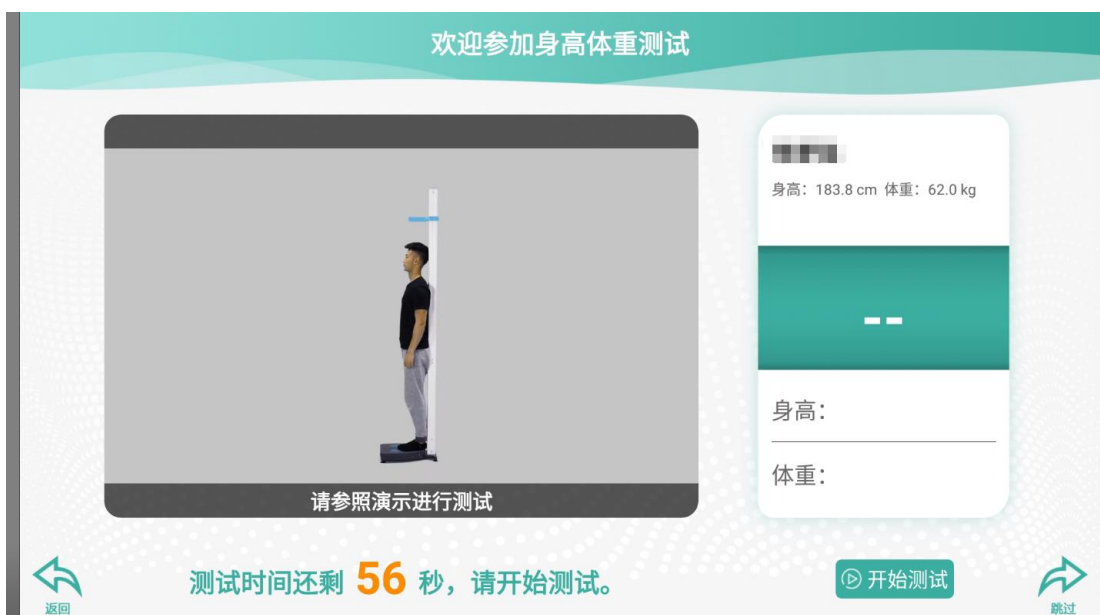 欢迎参加身高体重测试
身高：183.8 cm 体重：62.0 kg
--
身高：
体重：
请参照演示进行测试
测试时间还剩 56 秒，请开始测试。
开始测试
返回
跳过